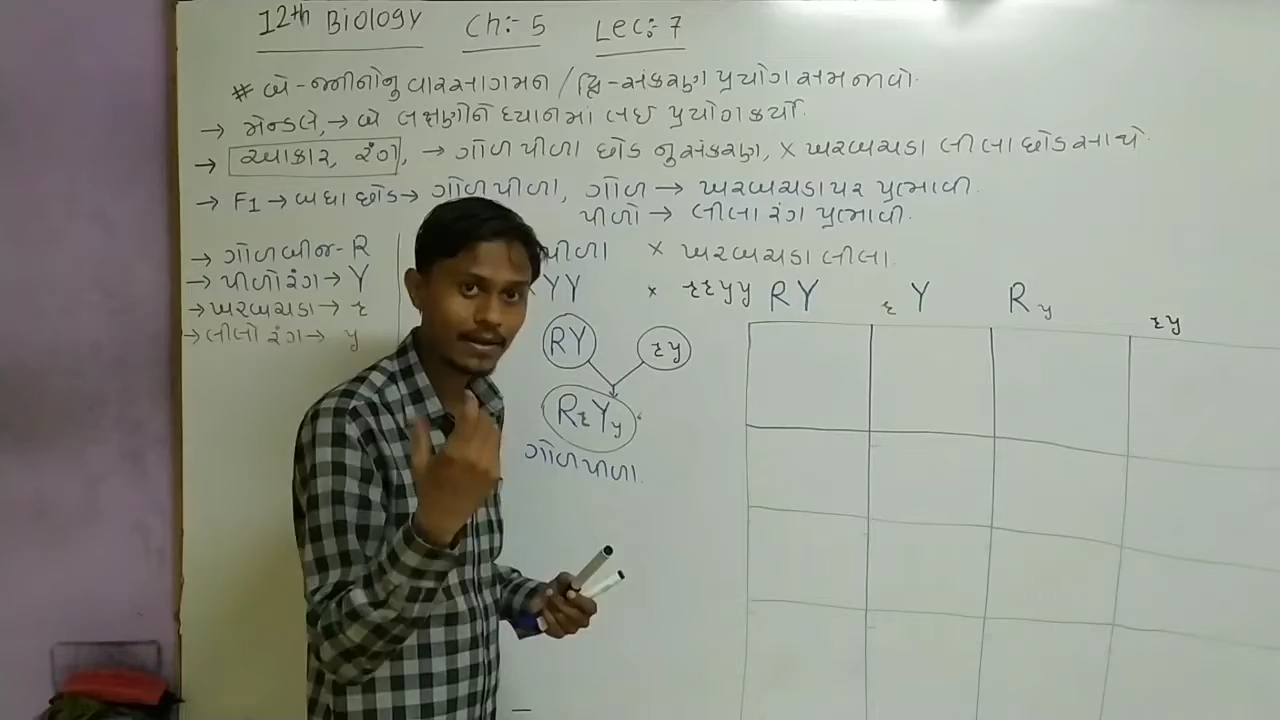 12th Biology Ch:- 5 Lec:- 7
# બે-જનીનોનુ વારસાગમન / દ્વિ-સંકરણ પ્રયોગ સમજાવો.
→ મેન્ડલે, → બે લક્ષણોને ધ્યાનમાં લઈ પ્રયોગ કર્યો.
→ આકાર, રંગ, → ગોળ પીળા છોડ નુ સંકરણ, × ખરબચડા લીલા છોડ સાથે
→ F1 → બધા છોડ → ગોળ પીળા, ગોળ → ખરબચડા પર પ્રભાવી.
પીળો → લીલા રંગ પ્રભાવી.
→ ગોળ બીજ - R
→ પીળો રંગ → Y
→ ખરબચડા → r
→ લીલો રંગ → y
પીળા × ખરબચડા લીલા.
YY × rryy
RY ry
RrYy
ગોળ પીળા.
RY rY Ry ry